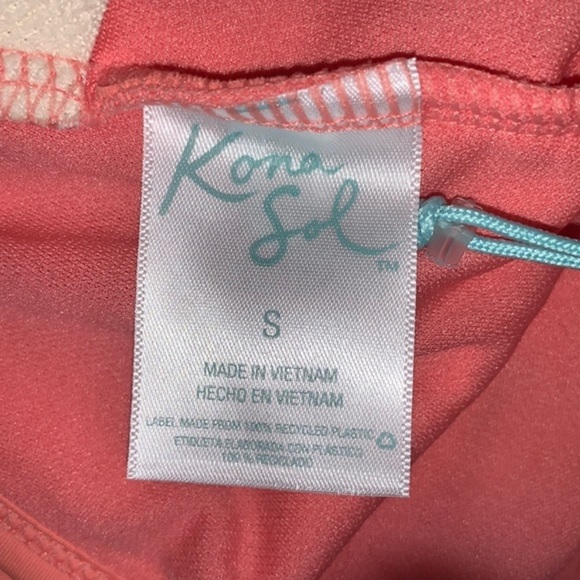 Kona
Sol
™
S
MADE IN VIETNAM
HECHO EN VIETNAM
LABEL MADE FROM 100% RECYCLED PLASTIC
ETIQUETA ELABORADA CON PLASTICO
100 % RECICLADO